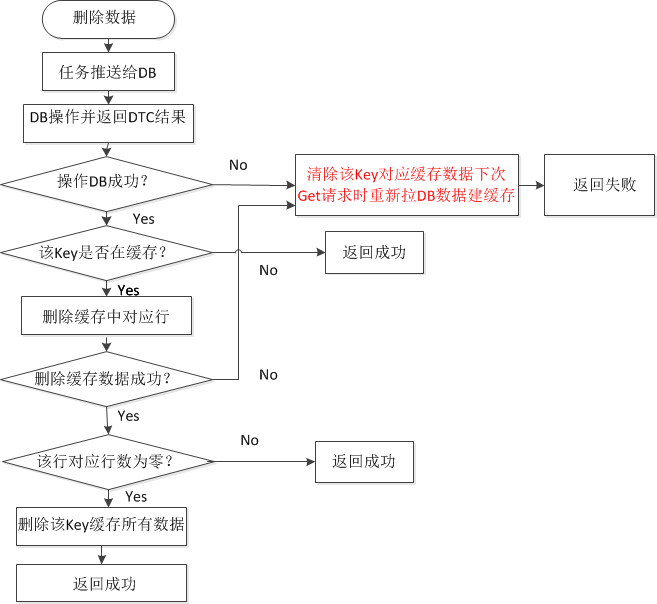 删除数据
任务推送给DB
DB操作并返回DTC结果
操作DB成功？
No
清除该Key对应缓存数据下次
Get请求时重新拉DB数据建缓存
返回失败
Yes
该Key是否在缓存？
No
返回成功
Yes
删除缓存中对应行
删除缓存数据成功？
No
Yes
该行对应行数为零？
No
返回成功
Yes
删除该Key缓存所有数据
返回成功